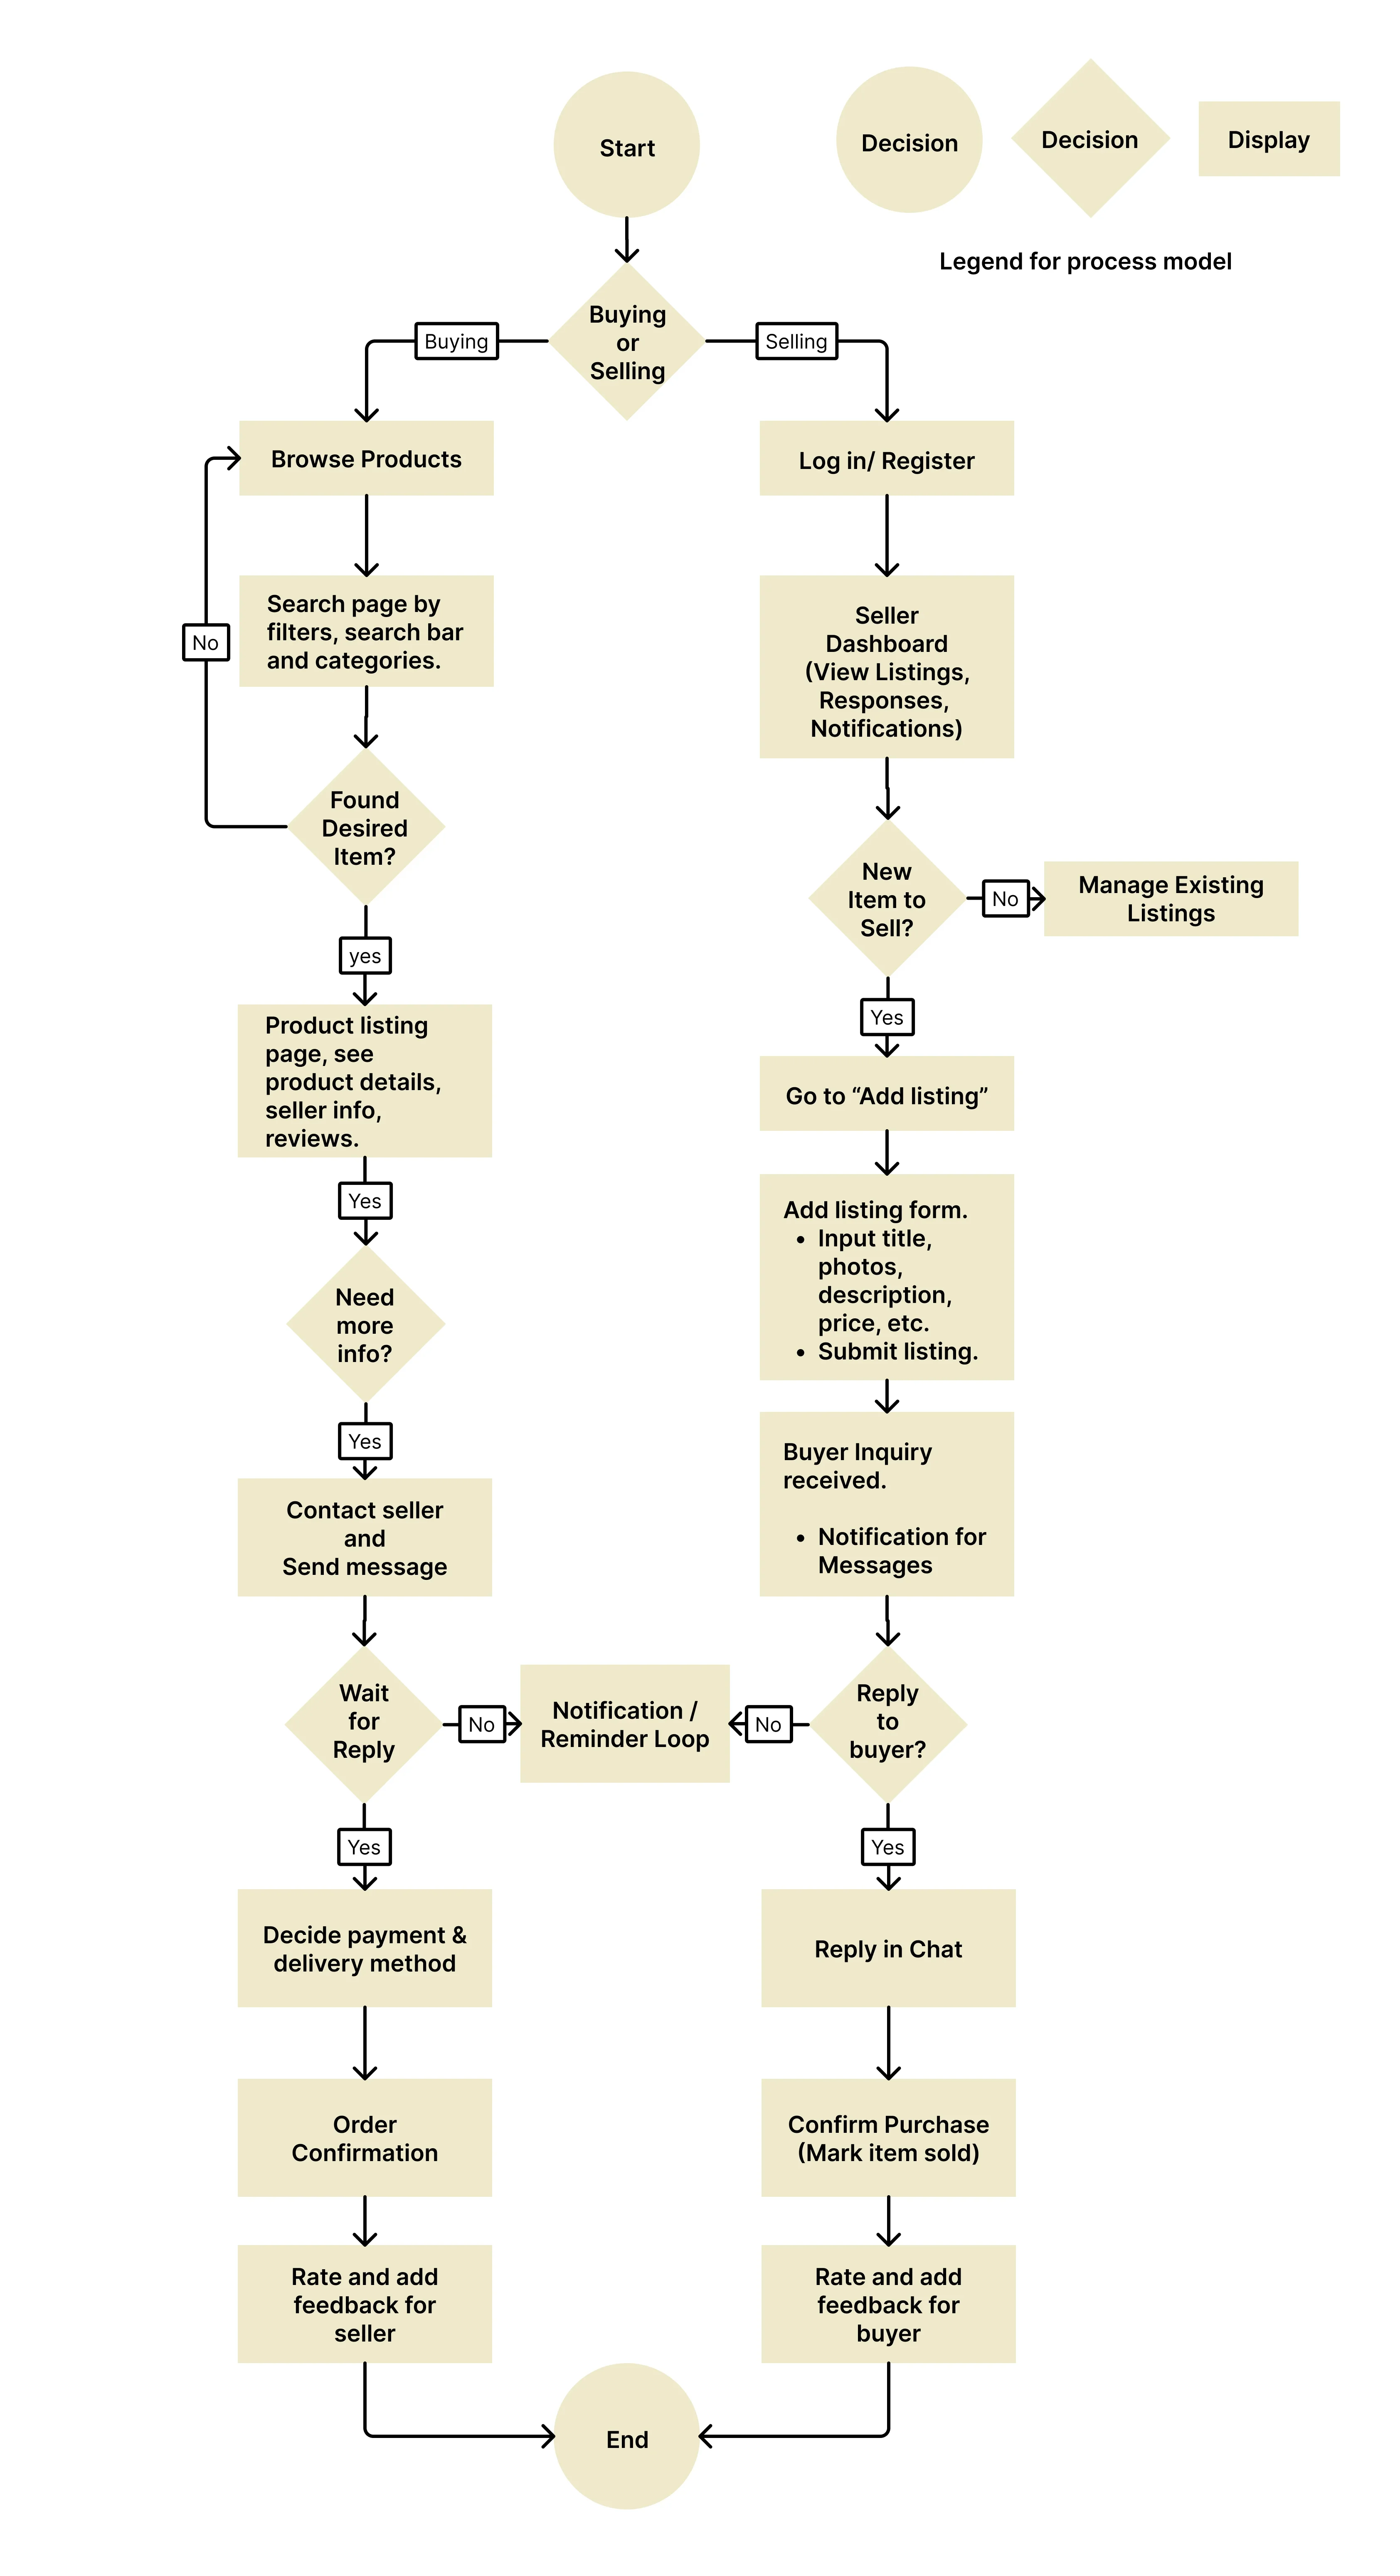 Start
Decision
Decision
Display
Legend for process model
Buying
or
Selling
Buying
Selling
Browse Products
Log in/ Register
Search page by
filters, search bar
and categories.
No
Seller
Dashboard
(View Listings,
Responses,
Notifications)
Found
Desired
Item?
New
Item to
Sell?
No
Manage Existing
Listings
yes
Yes
Product listing
page, see
product details,
seller info,
reviews.
Go to “Add listing”
Yes
Add listing form.
• Input title,
photos,
description,
price, etc.
• Submit listing.
Need
more
info?
Yes
Buyer Inquiry
received.
• Notification for
Messages
Contact seller
and
Send message
Wait
for
Reply
No
Notification /
Reminder Loop
No
Reply
to
buyer?
Yes
Yes
Decide payment &
delivery method
Reply in Chat
Order
Confirmation
Confirm Purchase
(Mark item sold)
Rate and add
feedback for
seller
Rate and add
feedback for
buyer
End